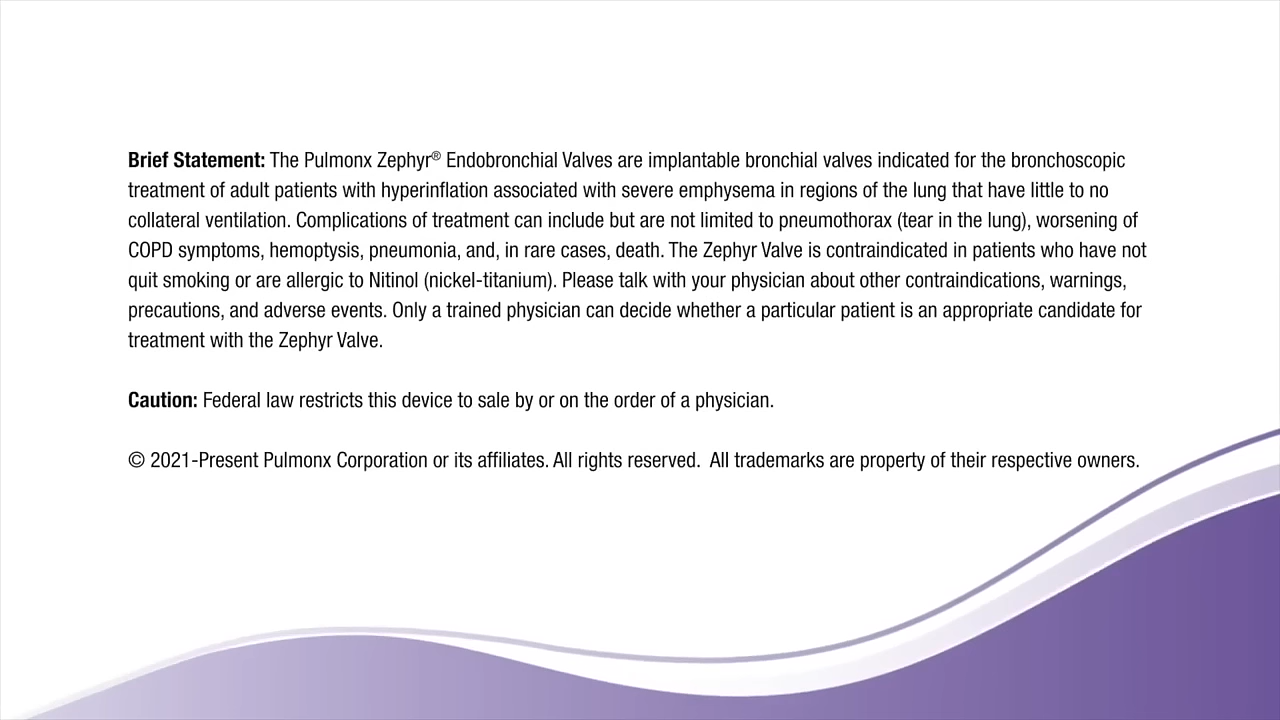 Brief Statement: The Pulmonx Zephyr® Endobronchial Valves are implantable bronchial valves indicated for the bronchoscopic
treatment of adult patients with hyperinflation associated with severe emphysema in regions of the lung that have little to no
collateral ventilation. Complications of treatment can include but are not limited to pneumothorax (tear in the lung), worsening of
COPD symptoms, hemoptysis, pneumonia, and, in rare cases, death. The Zephyr Valve is contraindicated in patients who have not
quit smoking or are allergic to Nitinol (nickel-titanium). Please talk with your physician about other contraindications, warnings,
precautions, and adverse events. Only a trained physician can decide whether a particular patient is an appropriate candidate for
treatment with the Zephyr Valve.
Caution: Federal law restricts this device to sale by or on the order of a physician.
© 2021-Present Pulmonx Corporation or its affiliates. All rights reserved.  All trademarks are property of their respective owners.